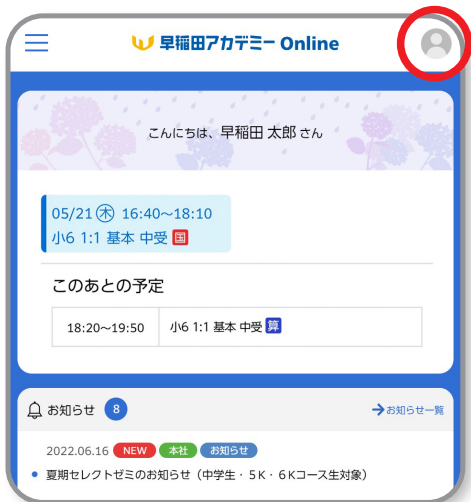 早稲田アカデミー Online
こんにちは、早稲田 太郎 さん
05/21 木 16:40～18:10
小6 1:1 基本 中受 国
このあとの予定
18:20～19:50 小6 1:1 基本 中受 算
お知らせ 8 →お知らせ一覧
2022.06.16 NEW 本社 お知らせ
• 夏期セレクトゼミのお知らせ（中学生・5K・6Kコース生対象）